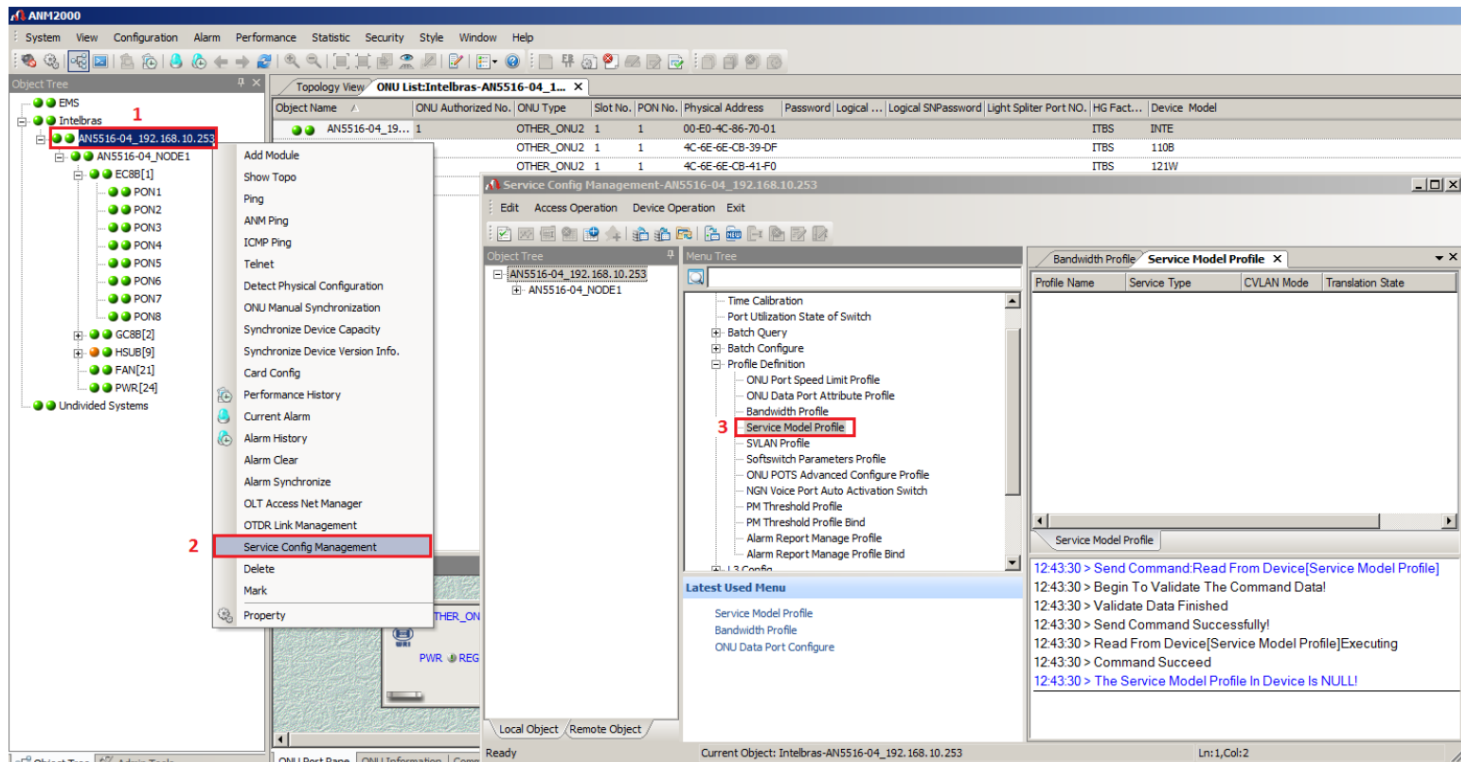 ANM2000
System View Configuration Alarm Performance Statistic Security Style Window Help
Object Tree
EMS
Intelbras
1
AN5516-04_192.168.10.253
AN5516-04_NODE1
EC8B[1]
PON1
PON2
PON3
PON4
PON5
PON6
PON7
PON8
GC8B[2]
HSUB[9]
FAN[21]
PWR[24]
Undivided Systems
Add Module
Show Topo
Ping
ANM Ping
ICMP Ping
Telnet
Detect Physical Configuration
ONU Manual Synchronization
Synchronize Device Capacity
Synchronize Device Version Info.
Card Config
Performance History
Current Alarm
Alarm History
Alarm Clear
Alarm Synchronize
OLT Access Net Manager
OTDR Link Management
2 Service Config Management
Delete
Mark
Property
Topology View ONU List:Intelbras-AN5516-04_1...
Object Name ONU Authorized No. ONU Type Slot No. PON No. Physical Address Password Logical ... Logical SNPassword Light Spliter Port NO. HG Fact... Device Model
AN5516-04_19... 1 OTHER_ONU2 1 1 00-E0-4C-86-70-01 ITBS INTE
OTHER_ONU2 1 1 4C-6E-6E-CB-39-DF ITBS 110B
OTHER_ONU2 1 1 4C-6E-6E-CB-41-F0 ITBS 121W
THER_ON
PWR REG
Service Config Management-AN5516-04_192.168.10.253
Edit Access Operation Device Operation Exit
Object Tree
AN5516-04_192.168.10.253
AN5516-04_NODE1
Local Object Remote Object
Menu Tree
Time Calibration
Port Utilization State of Switch
Batch Query
Batch Configure
Profile Definition
ONU Port Speed Limit Profile
ONU Data Port Attribute Profile
Bandwidth Profile
3 Service Model Profile
SVLAN Profile
Softswitch Parameters Profile
ONU POTS Advanced Configure Profile
NGN Voice Port Auto Activation Switch
PM Threshold Profile
PM Threshold Profile Bind
Alarm Report Manage Profile
Alarm Report Manage Profile Bind
L3 Config
Latest Used Menu
Service Model Profile
Bandwidth Profile
ONU Data Port Configure
Bandwidth Profile Service Model Profile
Profile Name Service Type CVLAN Mode Translation State
Service Model Profile
12:43:30 > Send Command:Read From Device[Service Model Profile]
12:43:30 > Begin To Validate The Command Data!
12:43:30 > Validate Data Finished
12:43:30 > Send Command Successfully!
12:43:30 > Read From Device[Service Model Profile]Executing
12:43:30 > Command Succeed
12:43:30 > The Service Model Profile In Device Is NULL!
Ready Current Object: Intelbras-AN5516-04_192.168.10.253 Ln:1,Col:2
Object Tree Admin Tools ONU Port Page ONU Information